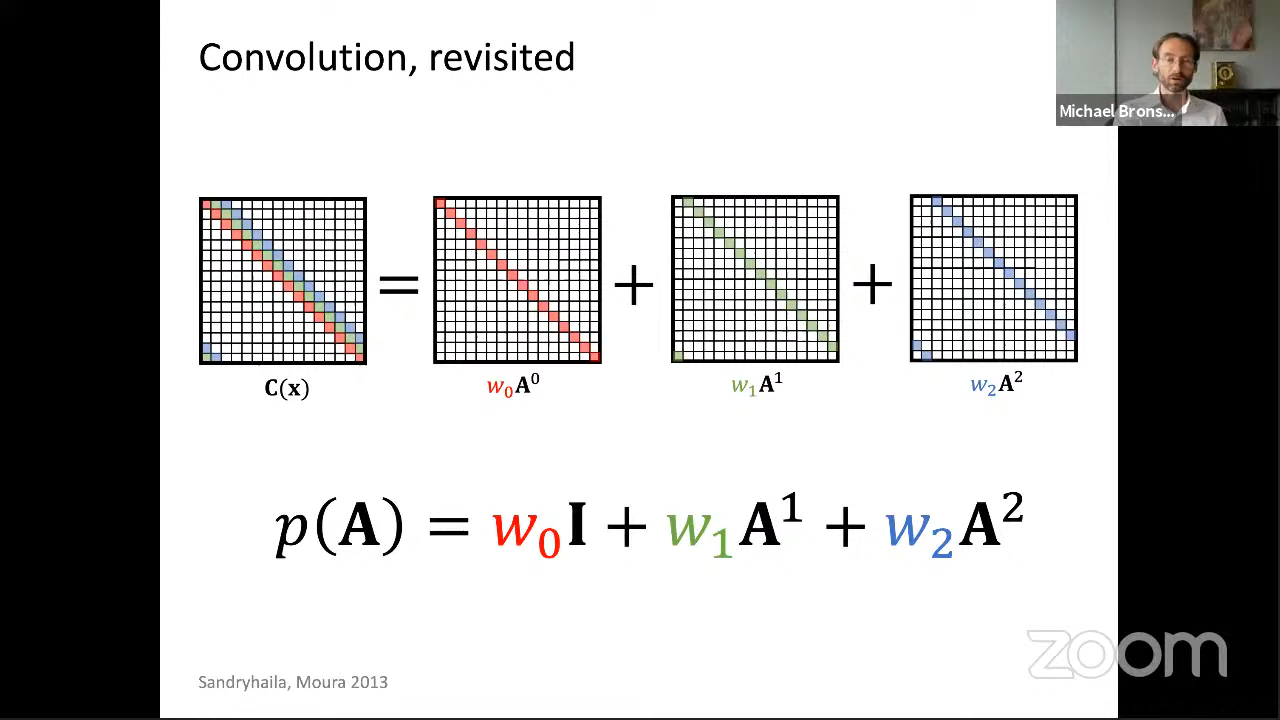 Convolution, revisited
Michael Brons...
=
+
+
C(x)
w₀A⁰
w₁A¹
w₂A²
p(A) = w₀I + w₁A¹ + w₂A²
zoom
Sandryhaila, Moura 2013